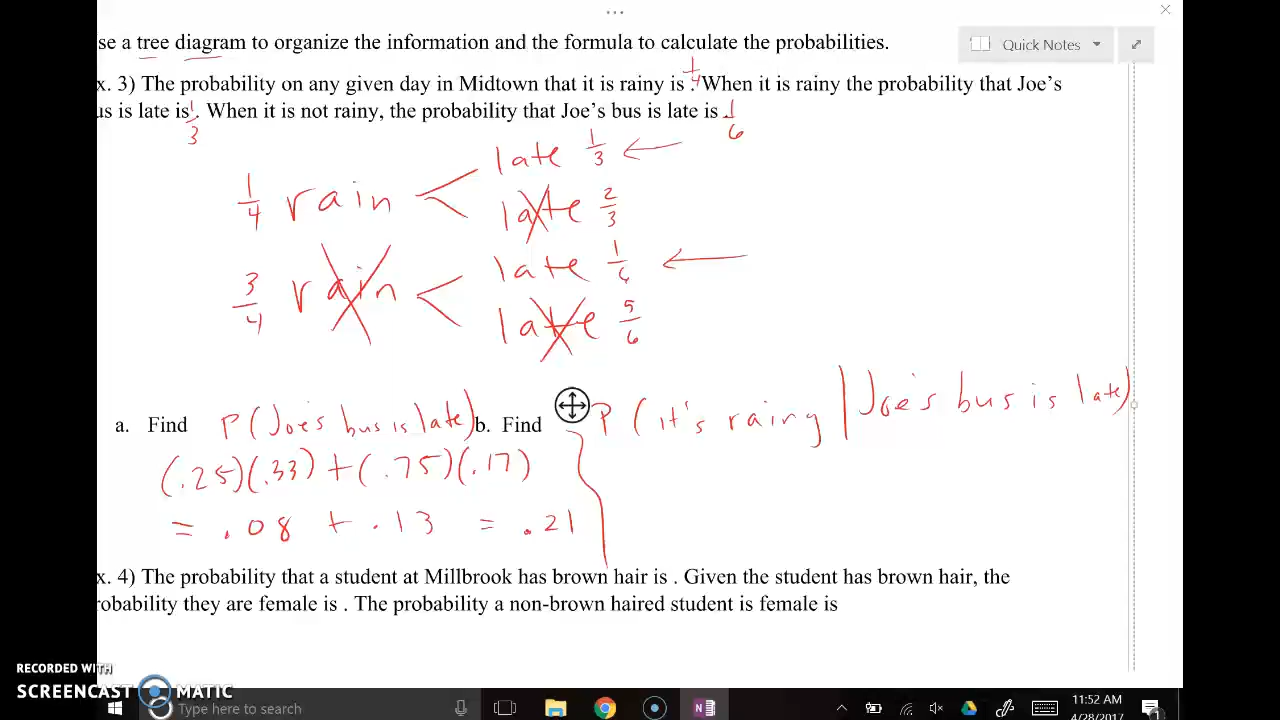 se a tree diagram to organize the information and the formula to calculate the probabilities.
Quick Notes
x. 3) The probability on any given day in Midtown that it is rainy is 1/4. When it is rainy the probability that Joe's
us is late is 1/3. When it is not rainy, the probability that Joe's bus is late is 1/6
late 1/3
1/4 rain
late 2/3
late 1/6
3/4 rain
late 5/6
a. Find P(Joe's bus is late) b. Find P(it's rainy | Joe's bus is late)
(.25)(.33) + (.75)(.17)
= .08 + .13 = .21
x. 4) The probability that a student at Millbrook has brown hair is . Given the student has brown hair, the
robability they are female is . The probability a non-brown haired student is female is
RECORDED WITH
SCREENCAST MATIC
Type here to search
11:52 AM
4/28/2017